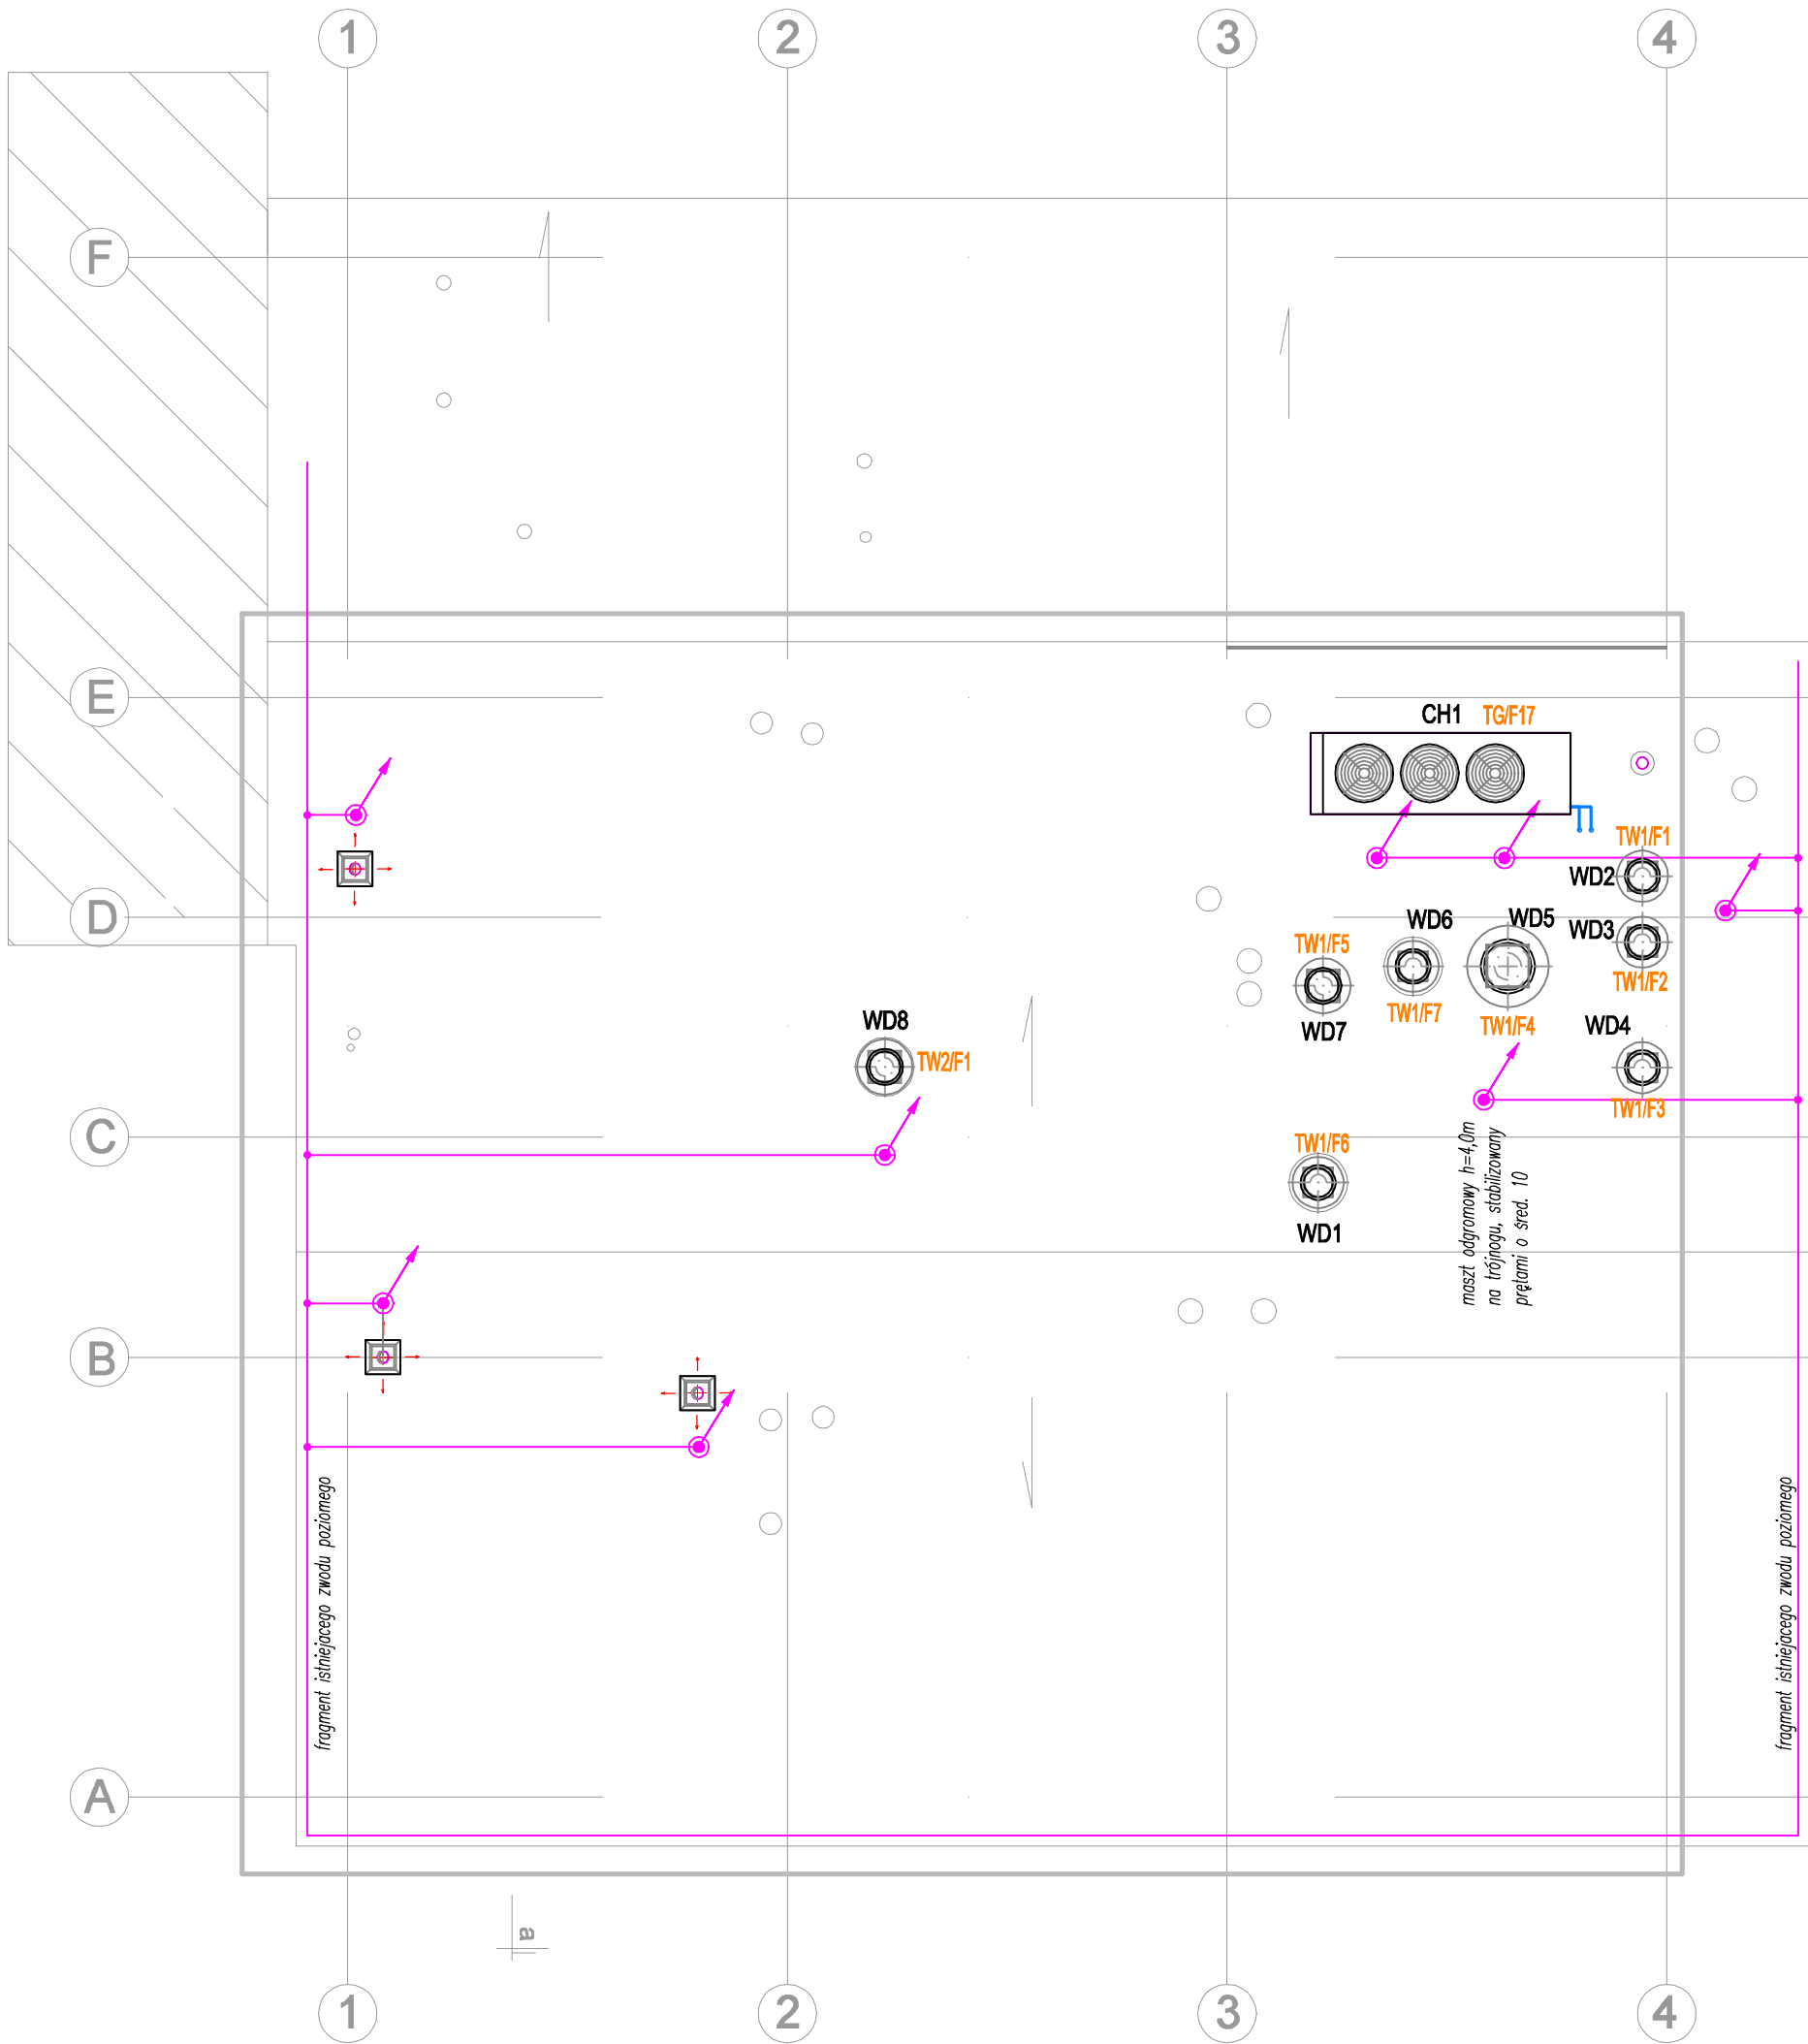 1
2
3
4
F
E
CH1
TG/F17
TW1/F1
WD2
D
WD6
WD5
WD3
TW1/F5
TW1/F2
TW1/F7
WD8
TW1/F4
WD4
WD7
TW2/F1
TW1/F3
C
TW1/F6
WD1
maszt odgromowy h=4,0m
na trójnogu, stabilizowany
prętami o śred. 10
B
fragment istniejacego zwodu poziomego
fragment istniejacego zwodu poziomego
A
a
1
2
3
4